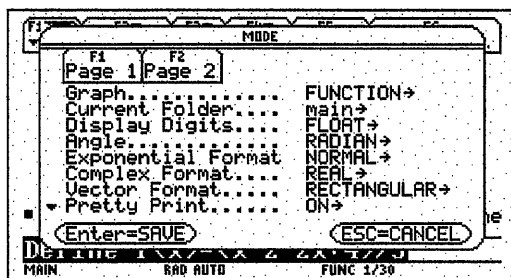 MODE
F1 F2
Page 1 Page 2
Graph.............. FUNCTION→
Current Folder.... main→
Display Digits.... FLOAT→
Angle.............. RADIAN→
Exponential Format NORMAL→
Complex Format..... REAL→
Vector Format...... RECTANGULAR→
Pretty Print....... ON→
Enter=SAVE ESC=CANCEL
MAIN RAD AUTO FUNC 1/30